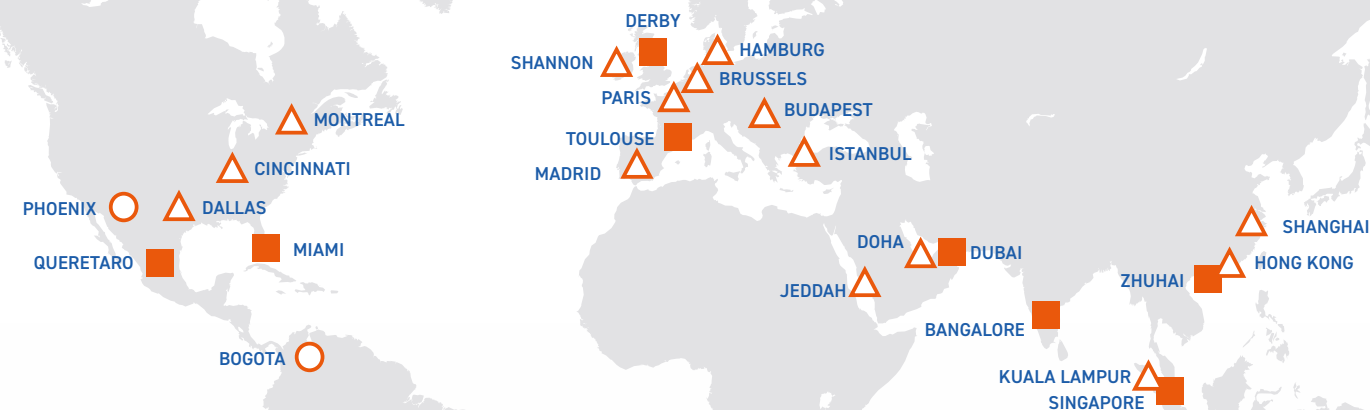 DERBY
HAMBURG
SHANNON
BRUSSELS
PARIS
BUDAPEST
MONTREAL
TOULOUSE
ISTANBUL
CINCINNATI
MADRID
PHOENIX
DALLAS
SHANGHAI
DOHA
MIAMI
DUBAI
QUERETARO
HONG KONG
ZHUHAI
JEDDAH
BANGALORE
BOGOTA
KUALA LAMPUR
SINGAPORE